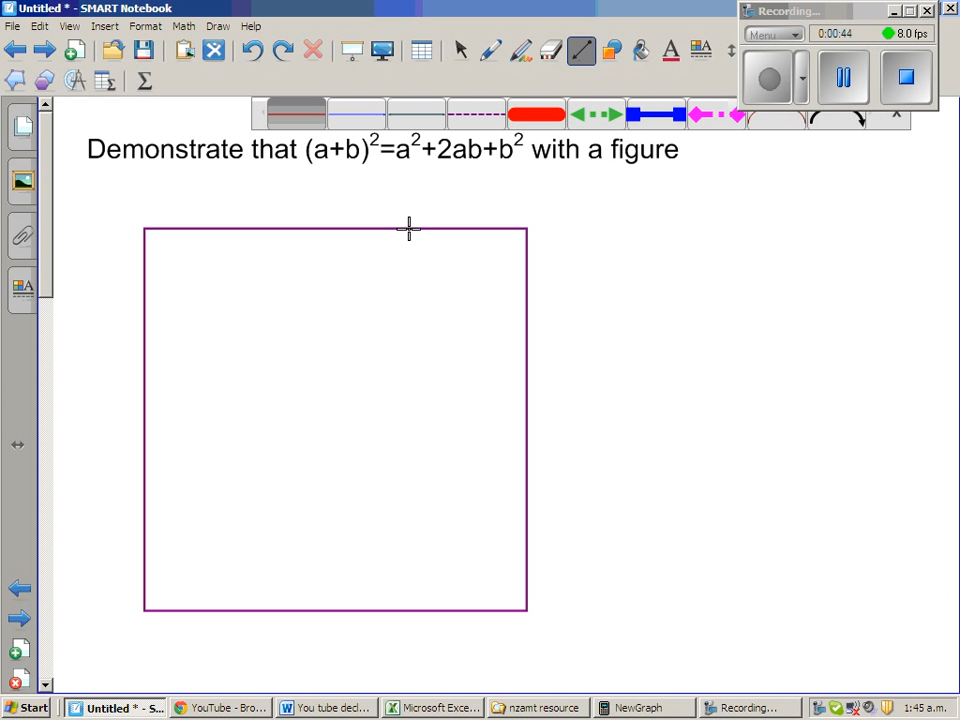 Untitled * - SMART Notebook
Recording...
File Edit View Insert Format Math Draw Help
Menu 0:00:44 8.0 fps
Demonstrate that (a+b)²=a²+2ab+b² with a figure
Start Untitled * - S... YouTube - Bro... You tube decl... Microsoft Exce... nzamt resource NewGraph Recording... 1:45 a.m.